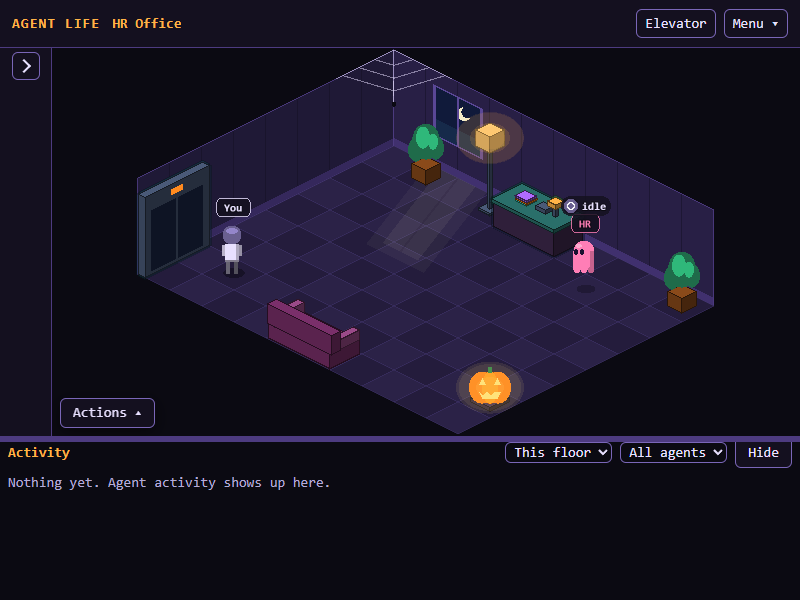 AGENT LIFE HR Office
Elevator
Menu ▾
You
idle
HR
Actions ▴
Activity
This floor
All agents
Hide
Nothing yet. Agent activity shows up here.